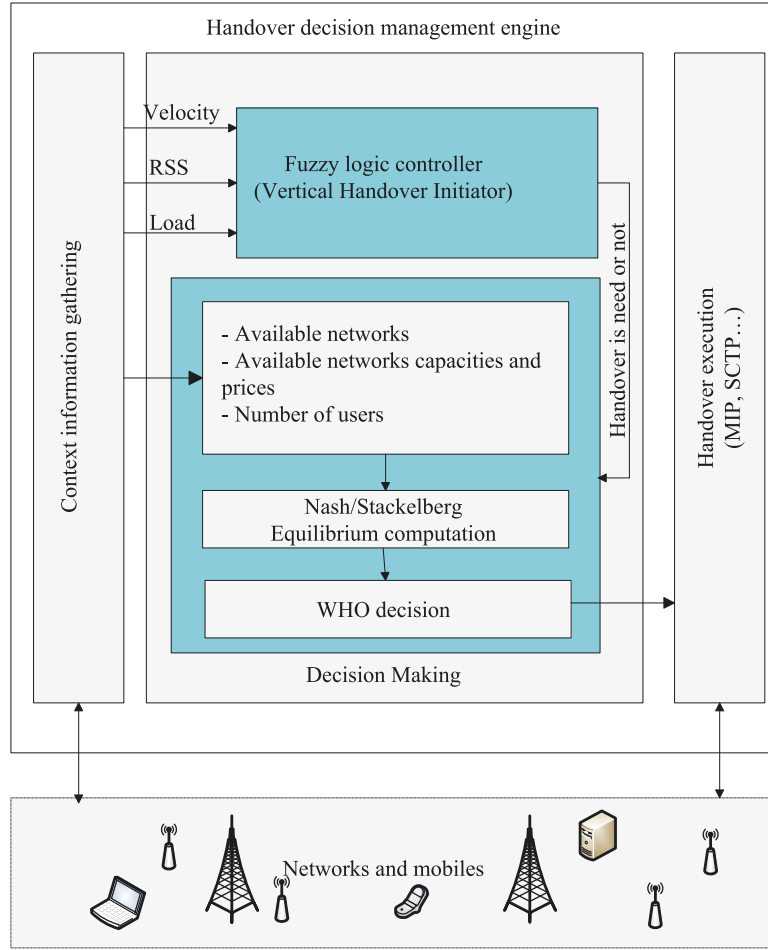 Handover decision management engine
Context information gathering
Velocity
RSS
Load
Fuzzy logic controller
(Vertical Handover Initiator)
Handover is need or not
- Available networks
- Available networks capacities and
prices
- Number of users
Nash/Stackelberg
Equilibrium computation
WHO decision
Decision Making
Handover execution
(MIP, SCTP…)
Networks and mobiles